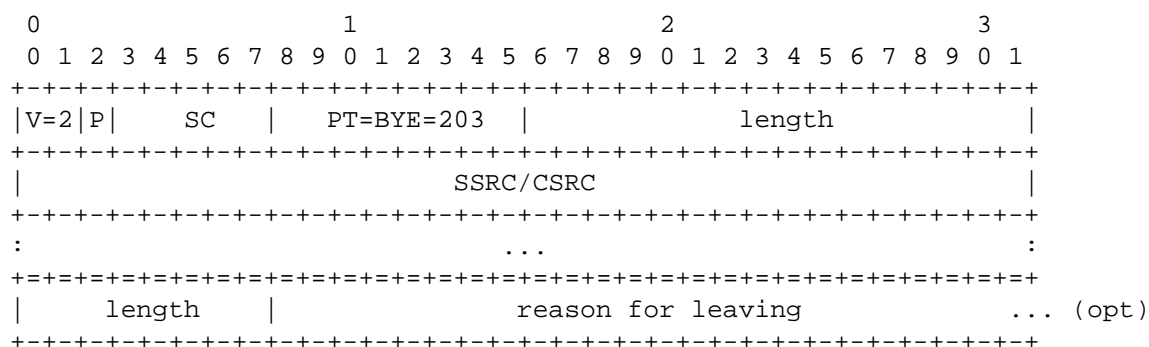 0                   1                   2                   3
 0 1 2 3 4 5 6 7 8 9 0 1 2 3 4 5 6 7 8 9 0 1 2 3 4 5 6 7 8 9 0 1
+-+-+-+-+-+-+-+-+-+-+-+-+-+-+-+-+-+-+-+-+-+-+-+-+-+-+-+-+-+-+-+-+
|V=2|P|    SC   |   PT=BYE=203  |             length            |
+-+-+-+-+-+-+-+-+-+-+-+-+-+-+-+-+-+-+-+-+-+-+-+-+-+-+-+-+-+-+-+-+
|                           SSRC/CSRC                           |
+-+-+-+-+-+-+-+-+-+-+-+-+-+-+-+-+-+-+-+-+-+-+-+-+-+-+-+-+-+-+-+-+
:                              ...                              :
+=+=+=+=+=+=+=+=+=+=+=+=+=+=+=+=+=+=+=+=+=+=+=+=+=+=+=+=+=+=+=+=+
|     length    |               reason for leaving             ... (opt)
+-+-+-+-+-+-+-+-+-+-+-+-+-+-+-+-+-+-+-+-+-+-+-+-+-+-+-+-+-+-+-+-+